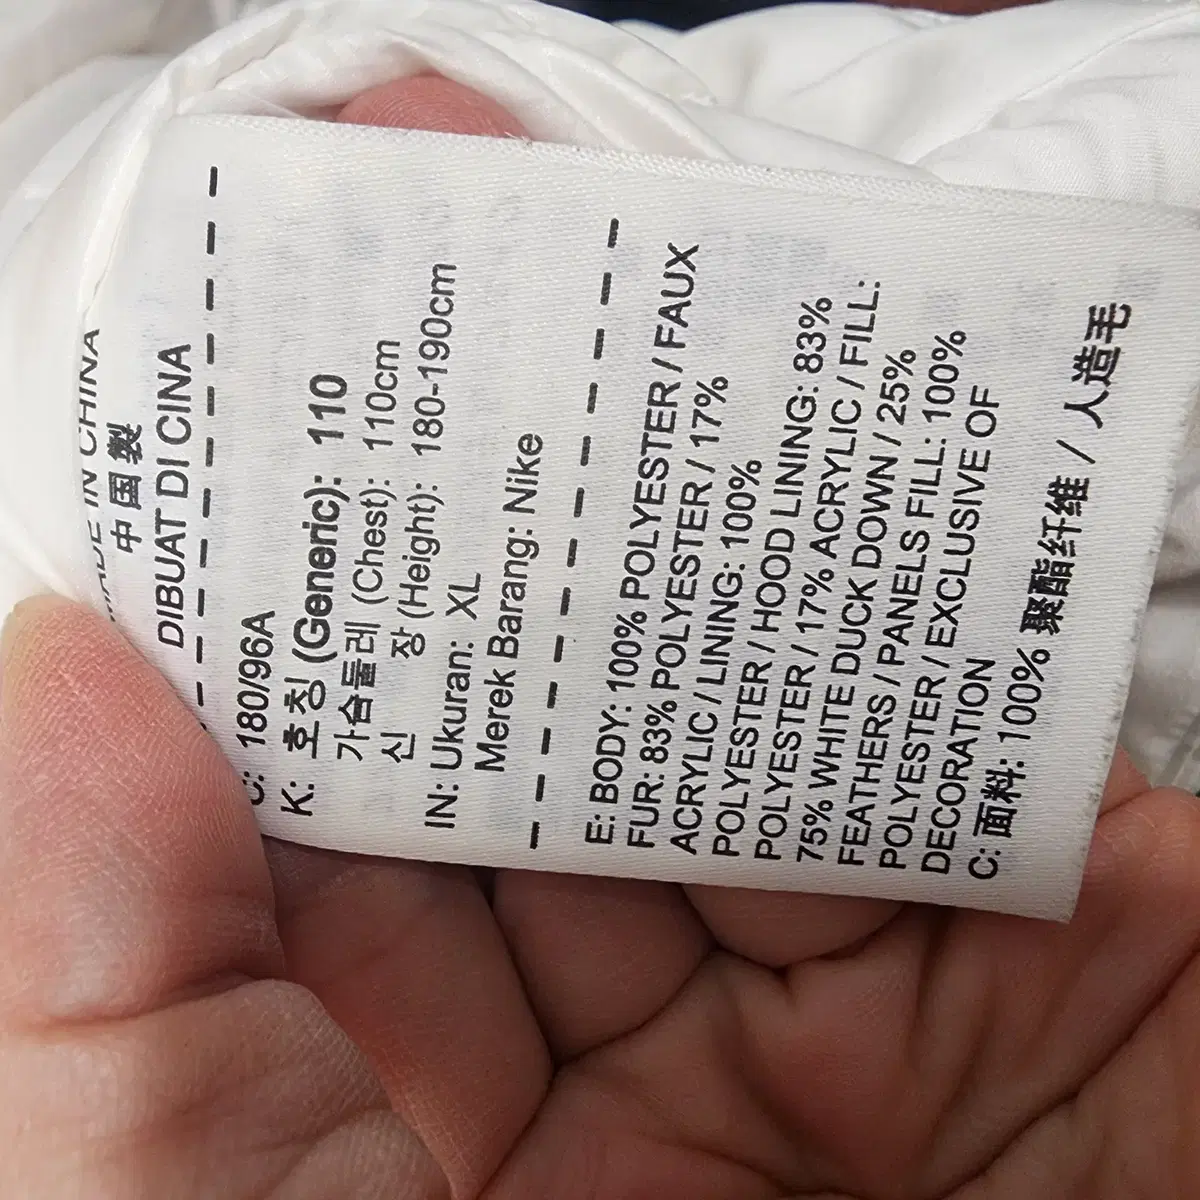 MADE IN CHINA
中国製
DIBUAT DI CINA
C: 180/96A
K: 호칭 (Generic): 110
가슴둘레 (Chest): 110cm
신 장 (Height): 180-190cm
IN: Ukuran: XL
Merek Barang: Nike
E: BODY: 100% POLYESTER / FAUX
FUR: 83% POLYESTER / 17%
ACRYLIC / LINING: 100%
POLYESTER / HOOD LINING: 83%
POLYESTER / 17% ACRYLIC / FILL:
75% WHITE DUCK DOWN / 25%
FEATHERS / PANELS FILL: 100%
POLYESTER / EXCLUSIVE OF
DECORATION
C: 面料: 100% 聚酯纤维 / 人造毛